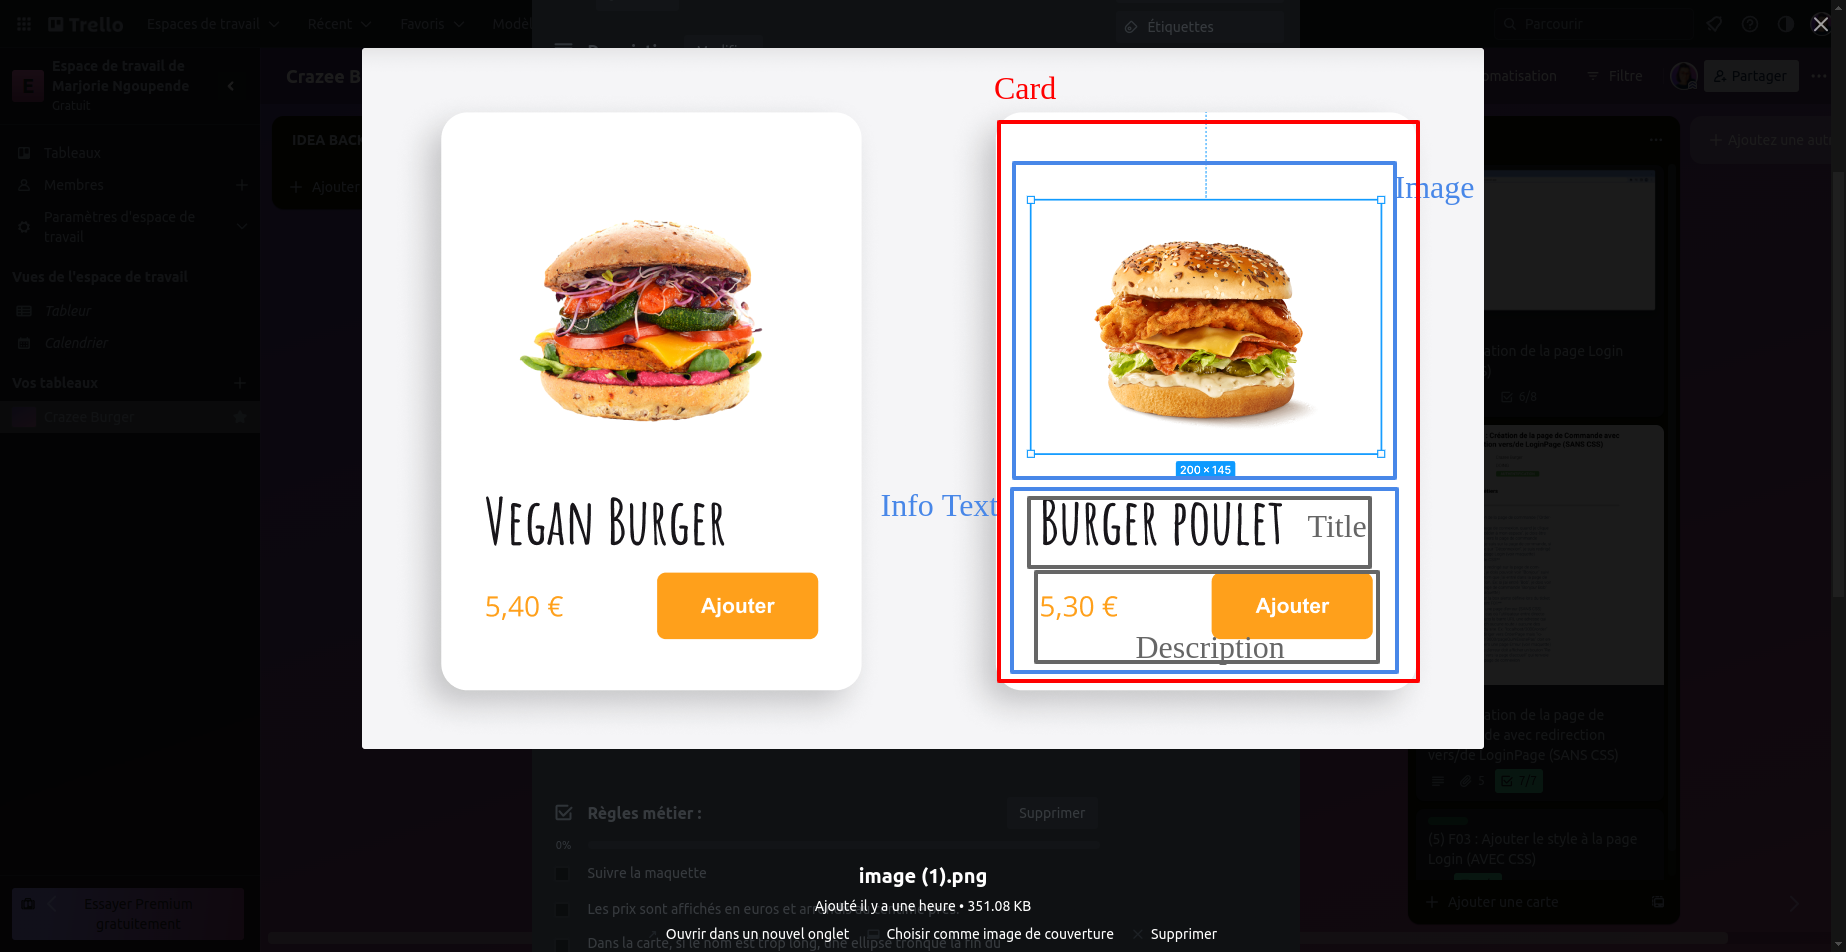 Trello
Espaces de travail
Récent
Favoris
Parcourir
Étiquettes
Espace de travail de
Marjorie Ngoupende
Gratuit
Crazee B
Filtre
Partager
Tableaux
Membres
Paramètres d'espace de
travail
Vues de l'espace de travail
Tableur
Calendrier
Vos tableaux
Crazee Burger
Essayer Premium
gratuitement
IDEA BACK
Ajouter
Card
Image
200 × 145
Info Text
Vegan Burger
5,40 €
Ajouter
Burger poulet
Title
5,30 €
Ajouter
Description
Ajoutez une autr
ation de la page Login
6/8
ation de la page de
de avec redirection
vers/de LoginPage (SANS CSS)
5
7/7
(5) F03 : Ajouter le style à la page
Login (AVEC CSS)
Ajouter une carte
Règles métier :
Supprimer
0%
Suivre la maquette
Les prix sont affichés en euros et
Dans la carte, si le nom est trop long, une ellipse tronque la fin du
image (1).png
Ajouté il y a une heure • 351.08 KB
Ouvrir dans un nouvel onglet
Choisir comme image de couverture
Supprimer